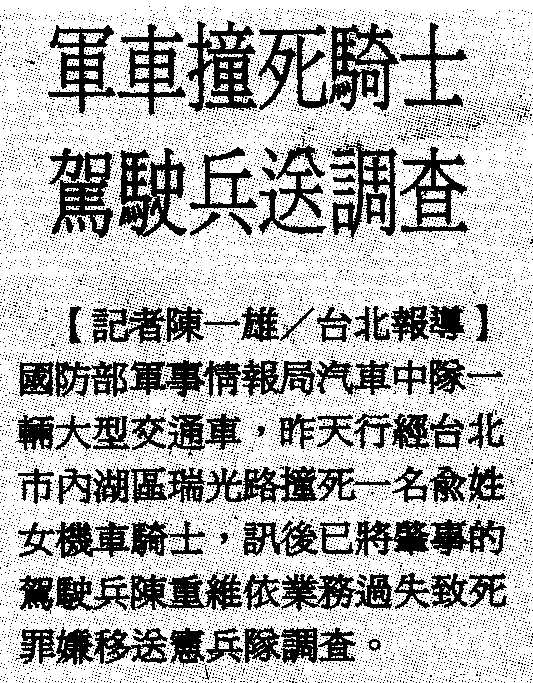 軍車撞死騎士
駕駛兵送調查
【記者陳一雄／台北報導】
國防部軍事情報局汽車中隊一
輛大型交通車，昨天行經台北
市內湖區瑞光路撞死一名俞姓
女機車騎士，訊後已將肇事的
駕駛兵陳重維依業務過失致死
罪嫌移送憲兵隊調查。